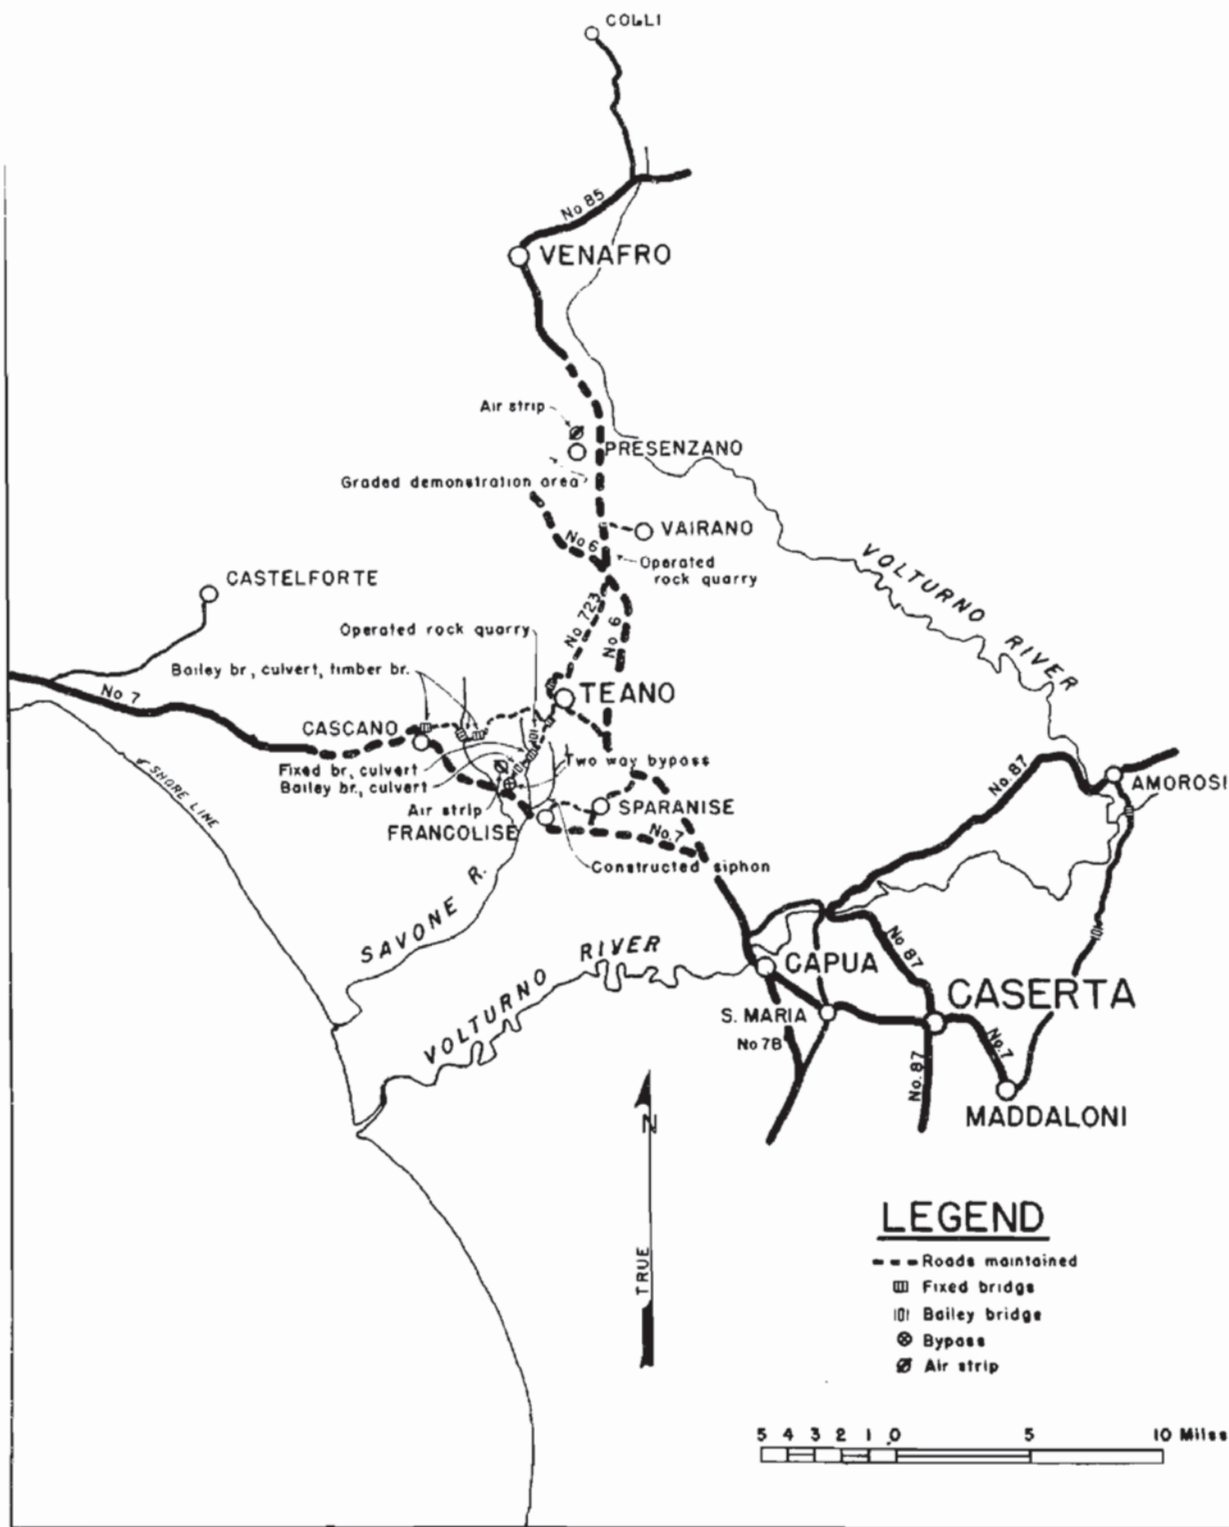 COLLI
No 85
VENAFRO
Air strip
PRESENZANO
Graded demonstration area
VAIRANO
No 6
Operated
rock quarry
VOLTURNO RIVER
CASTELFORTE
No 723
No 6
Operated rock quarry
Bailey br., culvert, timber br.
TEANO
No 7
CASCANO
Fixed br., culvert
Bailey br., culvert
Two way bypass
SHORE LINE
Air strip
FRANCOLISE
SPARANISE
No. 7
Constructed siphon
No. 87
AMOROSI
SAVONE R.
VOLTURNO RIVER
No 87
CAPUA
CASERTA
S. MARIA
No 7B
No. 87
No. 7
MADDALONI
N
TRUE
LEGEND
Roads maintained
Fixed bridge
Bailey bridge
Bypass
Air strip
5 4 3 2 1 0 5 10 Miles